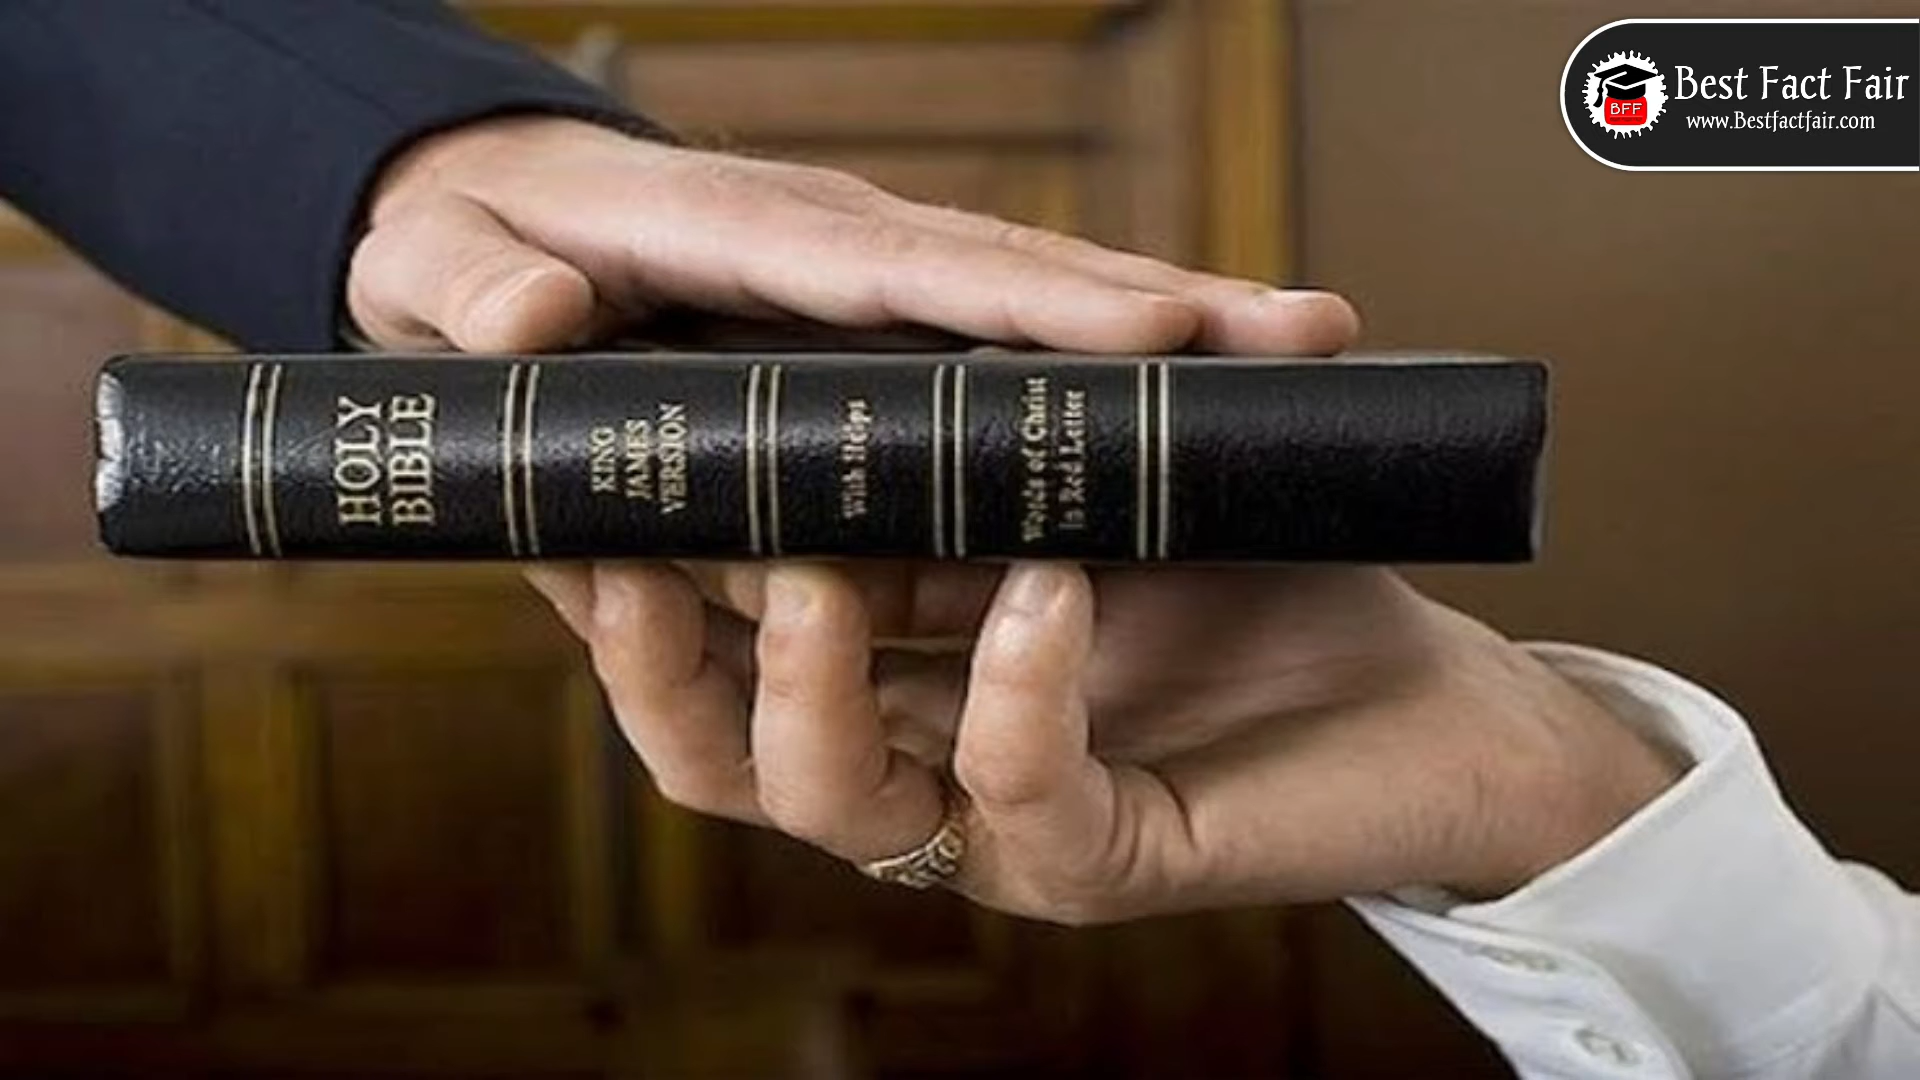 HOLY
BIBLE
KING
JAMES
VERSION
With Helps
Words of Christ
In Red Letter
BFF
Best Fact Fair
www.Bestfactfair.com